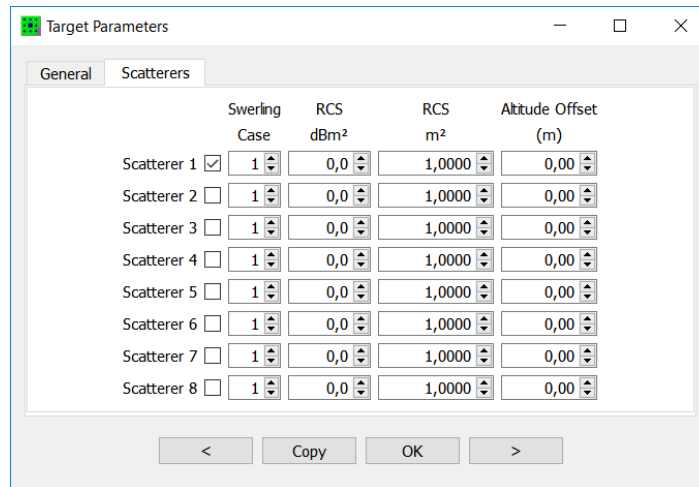 Target Parameters
General Scatterers
Swerling RCS RCS Altitude Offset
Case dBm² m² (m)
Scatterer 1 1 0,0 1,0000 0,00
Scatterer 2 1 0,0 1,0000 0,00
Scatterer 3 1 0,0 1,0000 0,00
Scatterer 4 1 0,0 1,0000 0,00
Scatterer 5 1 0,0 1,0000 0,00
Scatterer 6 1 0,0 1,0000 0,00
Scatterer 7 1 0,0 1,0000 0,00
Scatterer 8 1 0,0 1,0000 0,00
< Copy OK >